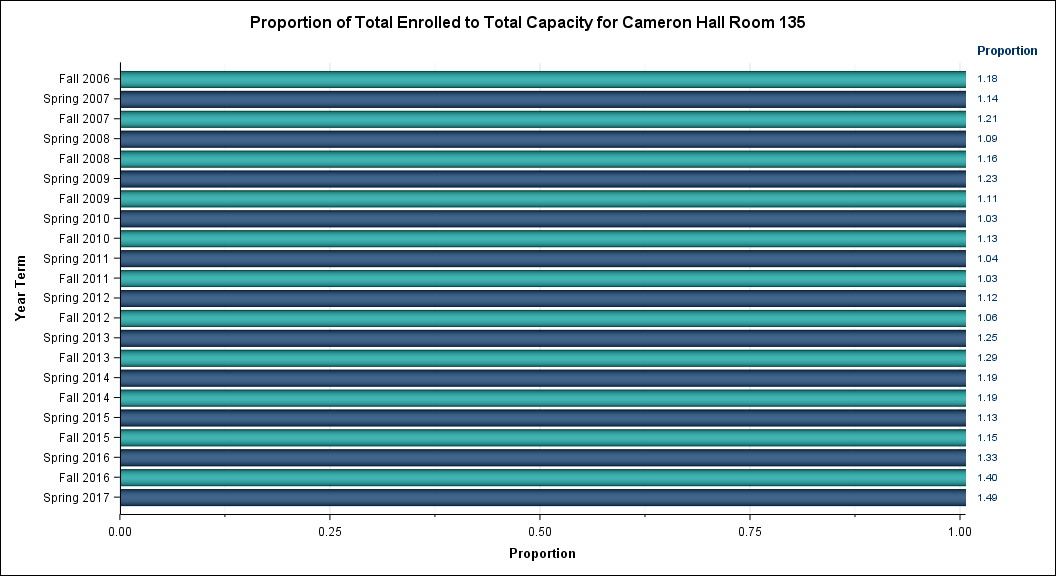 Proportion of Total Enrolled to Total Capacity for Cameron Hall Room 135
Proportion
Fall 2006 1.18
Spring 2007 1.14
Fall 2007 1.21
Spring 2008 1.09
Fall 2008 1.16
Spring 2009 1.23
Fall 2009 1.11
Spring 2010 1.03
Fall 2010 1.13
Spring 2011 1.04
Fall 2011 1.03
Spring 2012 1.12
Fall 2012 1.06
Spring 2013 1.25
Fall 2013 1.29
Spring 2014 1.19
Fall 2014 1.19
Spring 2015 1.13
Fall 2015 1.15
Spring 2016 1.33
Fall 2016 1.40
Spring 2017 1.49
Year Term
0.00 0.25 0.50 0.75 1.00
Proportion